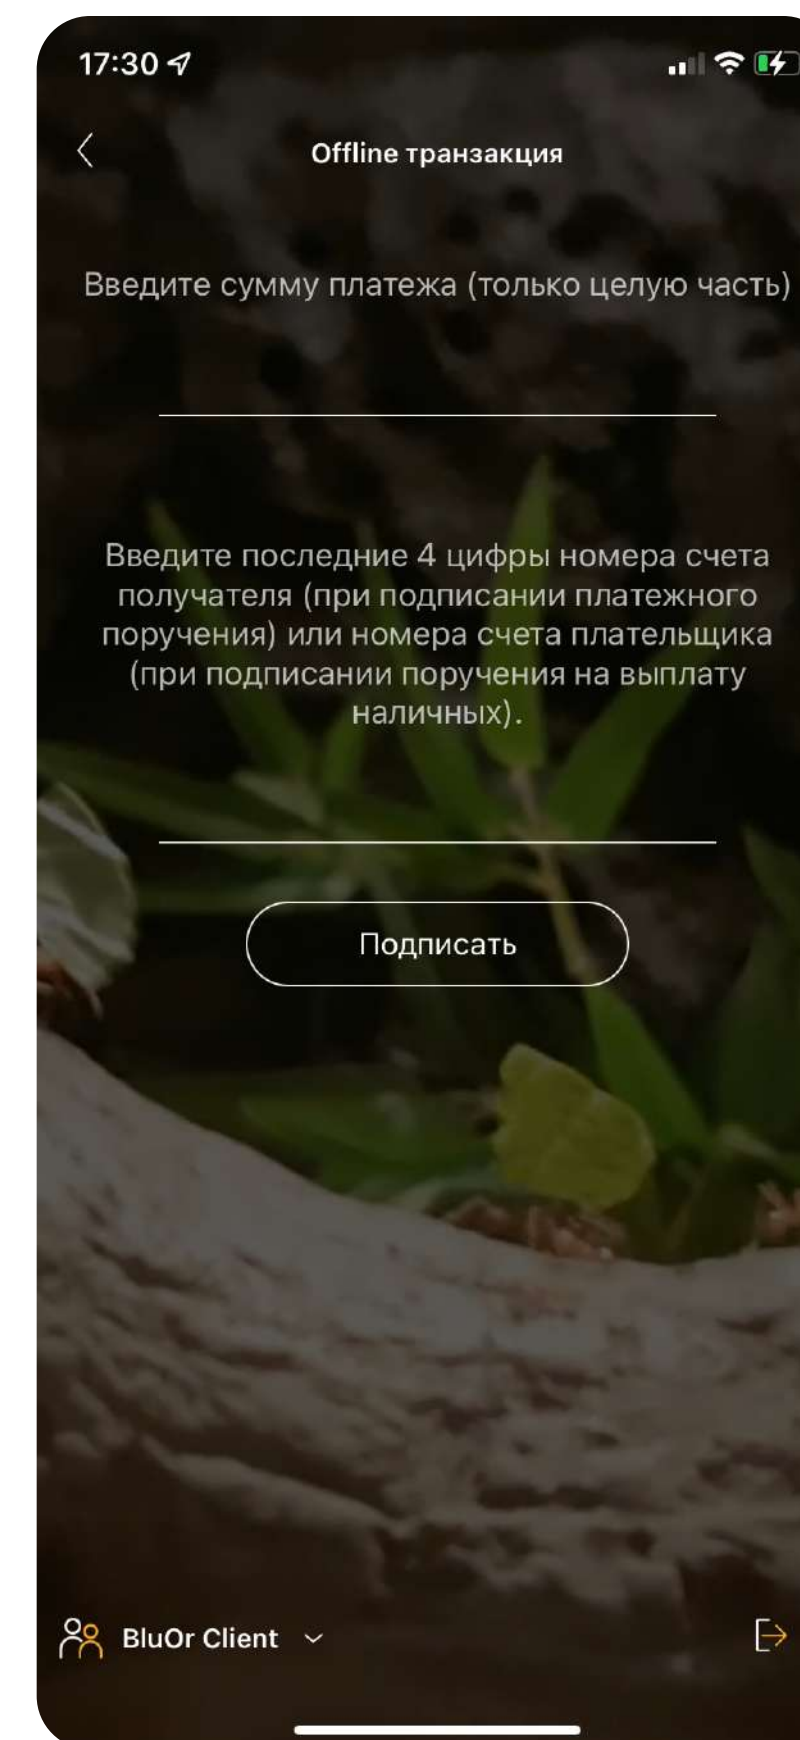 17:30
Offline транзакция
Введите сумму платежа (только целую часть)
Введите последние 4 цифры номера счета
получателя (при подписании платежного
поручения) или номера счета плательщика
(при подписании поручения на выплату
наличных).
Подписать
BluOr Client